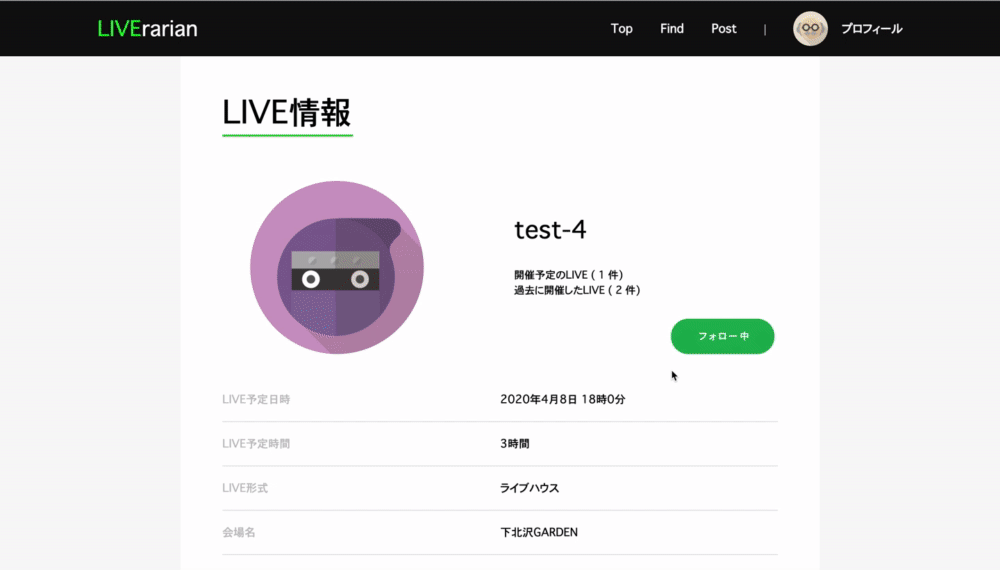 LIVErarian Top Find Post | プロフィール
LIVE情報
test-4
開催予定のLIVE ( 1 件)
過去に開催したLIVE ( 2 件)
フォロー中
LIVE予定日時 2020年4月8日 18時0分
LIVE予定時間 3時間
LIVE形式 ライブハウス
会場名 下北沢GARDEN